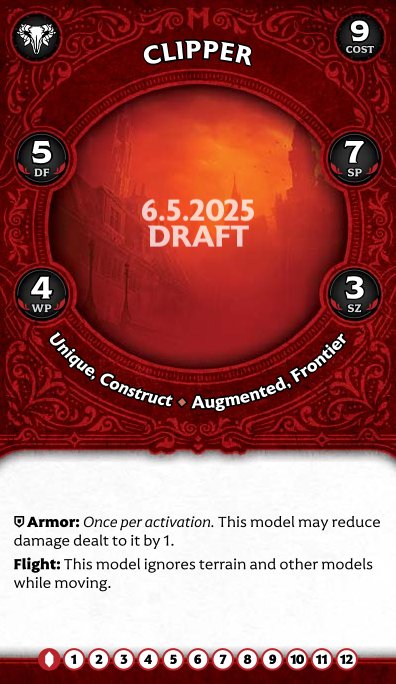 M
CLIPPER
9
COST
5
DF
7
SP
6.5.2025
DRAFT
4
WP
3
SZ
Unique, Construct ◆ Augmented, Frontier
Armor: Once per activation. This model may reduce
damage dealt to it by 1.
Flight: This model ignores terrain and other models
while moving.
1 2 3 4 5 6 7 8 9 10 11 12